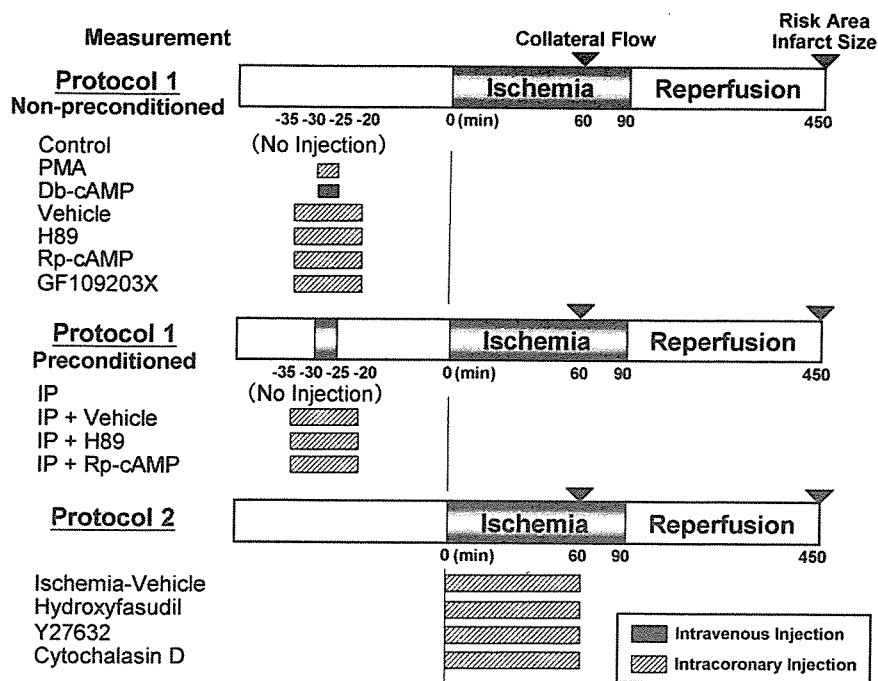 Measurement
Collateral Flow
Risk Area
Infarct Size
Protocol 1
Non-preconditioned
Ischemia
Reperfusion
-35 -30 -25 -20
0 (min)
60
90
450
Control
(No Injection)
PMA
Db-cAMP
Vehicle
H89
Rp-cAMP
GF109203X
Protocol 1
Preconditioned
Ischemia
Reperfusion
-35 -30 -25 -20
0 (min)
60
90
450
IP
(No Injection)
IP + Vehicle
IP + H89
IP + Rp-cAMP
Protocol 2
Ischemia
Reperfusion
0 (min)
60
90
450
Ischemia-Vehicle
Hydroxyfasudil
Y27632
Cytochalasin D
Intravenous Injection
Intracoronary Injection